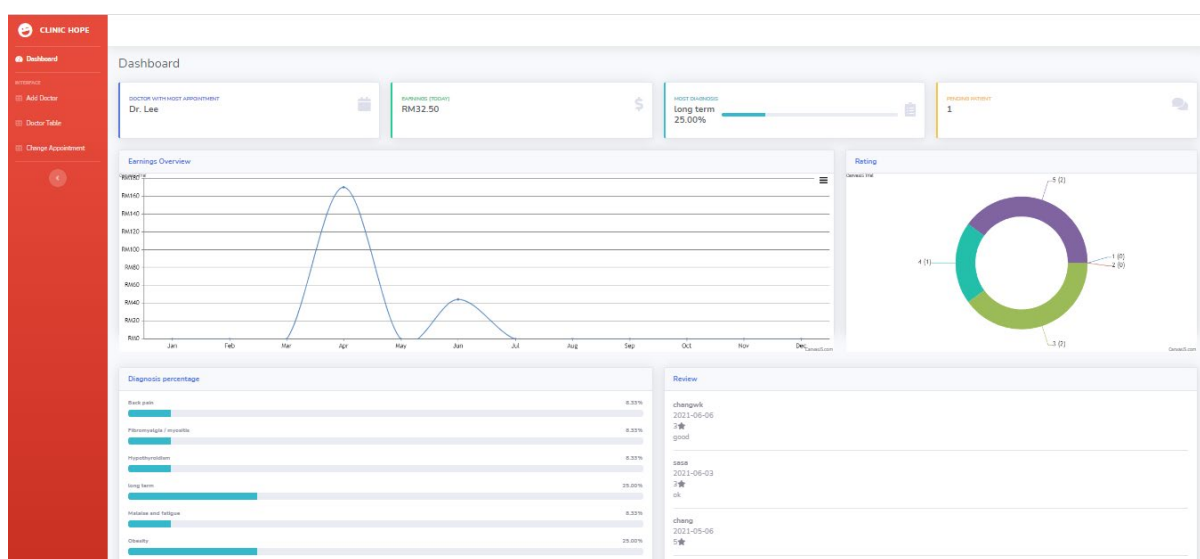 CLINIC HOPE
Dashboard
INTERFACE
Add Doctor
Doctor Table
Change Appointment
Dashboard
DOCTOR WITH MOST APPOINTMENT
Dr. Lee
EARNINGS (TODAY)
RM32.50
$
MOST DIAGNOSIS
long term
25.00%
PENDING PATIENT
1
Earnings Overview
CanvasJS Trial
RM180
RM160
RM140
RM120
RM100
RM80
RM60
RM40
RM20
RM0
Jan Feb Mar Apr May Jun Jul Aug Sep Oct Nov Dec
CanvasJS.com
Rating
CanvasJS Trial
5 (2)
4 (1)
1 (0)
2 (0)
3 (2)
CanvasJS.com
Diagnosis percentage
Back pain 8.33%
Fibromyalgia / myositis 8.33%
Hypothyroidism 8.33%
long term 25.00%
Malaise and fatigue 8.33%
Obesity 25.00%
Review
changwk
2021-06-06
3★
good
sasa
2021-06-03
3★
ok
chang
2021-05-06
5★